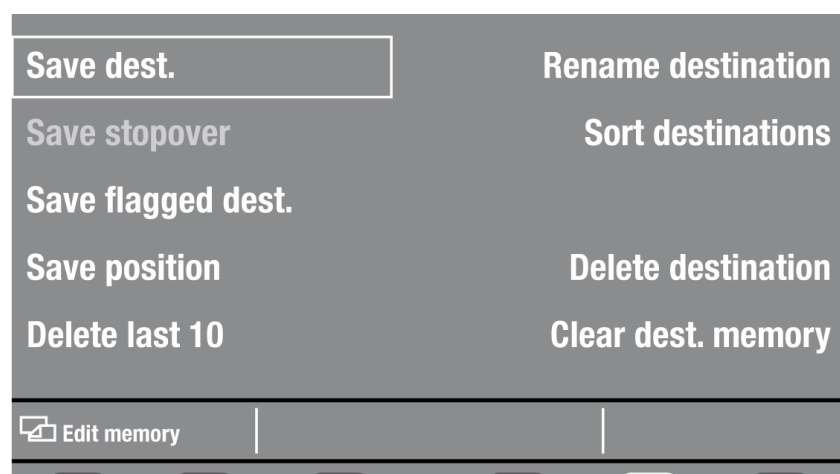 Save dest.
Rename destination
Save stopover
Sort destinations
Save flagged dest.
Save position
Delete destination
Delete last 10
Clear dest. memory
Edit memory